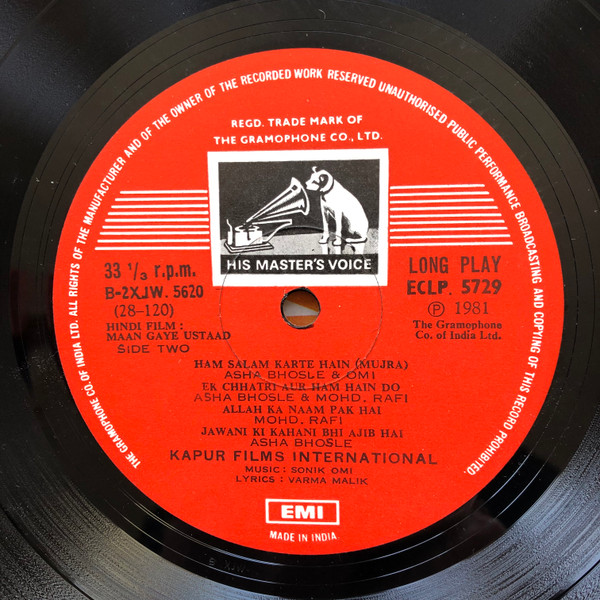 THE GRAMOPHONE CO. OF INDIA LTD. ALL RIGHTS OF THE MANUFACTURER AND OF THE OWNER OF THE RECORDED WORK RESERVED UNAUTHORISED PUBLIC PERFORMANCE BROADCASTING AND COPYING OF THIS RECORD PROHIBITED.
REGD. TRADE MARK OF
THE GRAMOPHONE CO., LTD.
HIS MASTER'S VOICE
33 1/3 r.p.m.
B-2XJW. 5620
(28-120)
HINDI FILM :
MAAN GAYE USTAAD
SIDE TWO
LONG PLAY
ECLP. 5729
Ⓟ 1981
The Gramophone
Co. of India Ltd.
HAM SALAM KARTE HAIN (MUJRA)
ASHA BHOSLE & OMI
EK CHHATRI AUR HAM HAIN DO
ASHA BHOSLE & MOHD. RAFI
ALLAH KA NAAM PAK HAI
MOHD. RAFI
JAWANI KI KAHANI BHI AJIB HAI
ASHA BHOSLE
KAPUR FILMS INTERNATIONAL
MUSIC: SONIK OMI
LYRICS: VARMA MALIK
EMI
MADE IN INDIA.